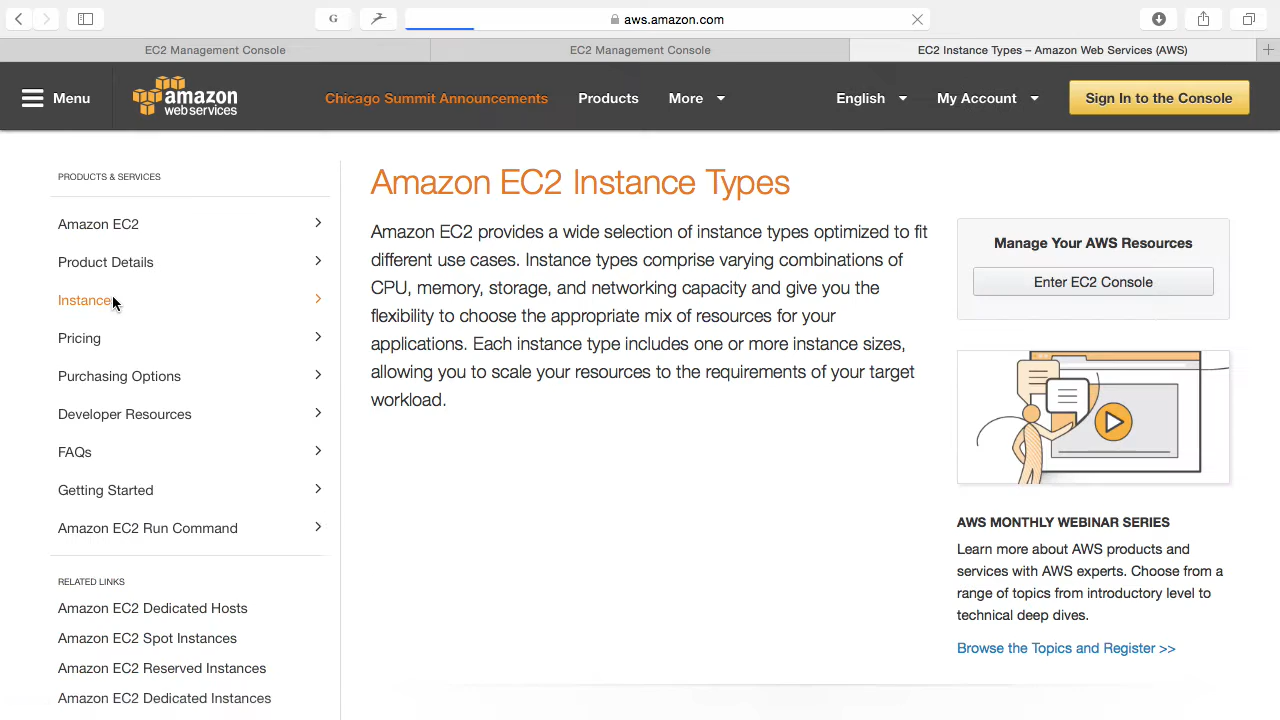 G
aws.amazon.com
EC2 Management Console
EC2 Management Console
EC2 Instance Types – Amazon Web Services (AWS)
Menu
amazon
web services
Chicago Summit Announcements
Products
More
English
My Account
Sign In to the Console
PRODUCTS & SERVICES
Amazon EC2
Product Details
Instance
Pricing
Purchasing Options
Developer Resources
FAQs
Getting Started
Amazon EC2 Run Command
RELATED LINKS
Amazon EC2 Dedicated Hosts
Amazon EC2 Spot Instances
Amazon EC2 Reserved Instances
Amazon EC2 Dedicated Instances
Amazon EC2 Instance Types
Amazon EC2 provides a wide selection of instance types optimized to fit
different use cases. Instance types comprise varying combinations of
CPU, memory, storage, and networking capacity and give you the
flexibility to choose the appropriate mix of resources for your
applications. Each instance type includes one or more instance sizes,
allowing you to scale your resources to the requirements of your target
workload.
Manage Your AWS Resources
Enter EC2 Console
AWS MONTHLY WEBINAR SERIES
Learn more about AWS products and
services with AWS experts. Choose from a
range of topics from introductory level to
technical deep dives.
Browse the Topics and Register >>